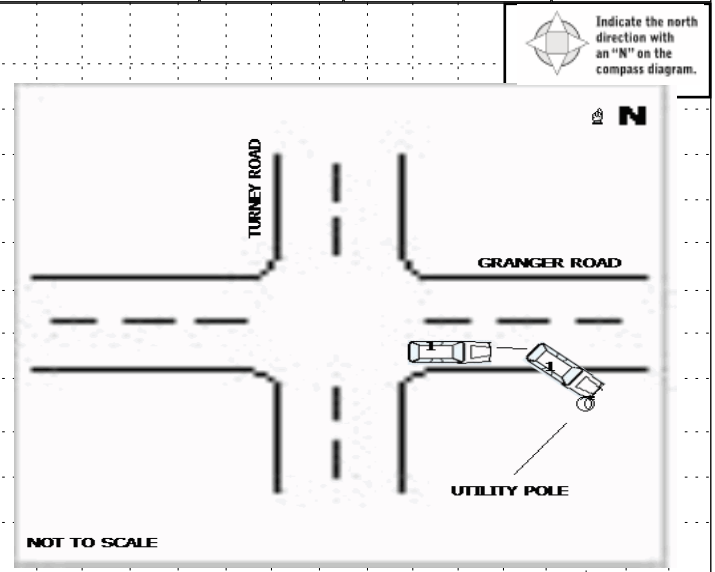 Indicate the north
direction with
an “N” on the
compass diagram.
N
TURNEY ROAD
GRANGER ROAD
1
1
UTILITY POLE
NOT TO SCALE